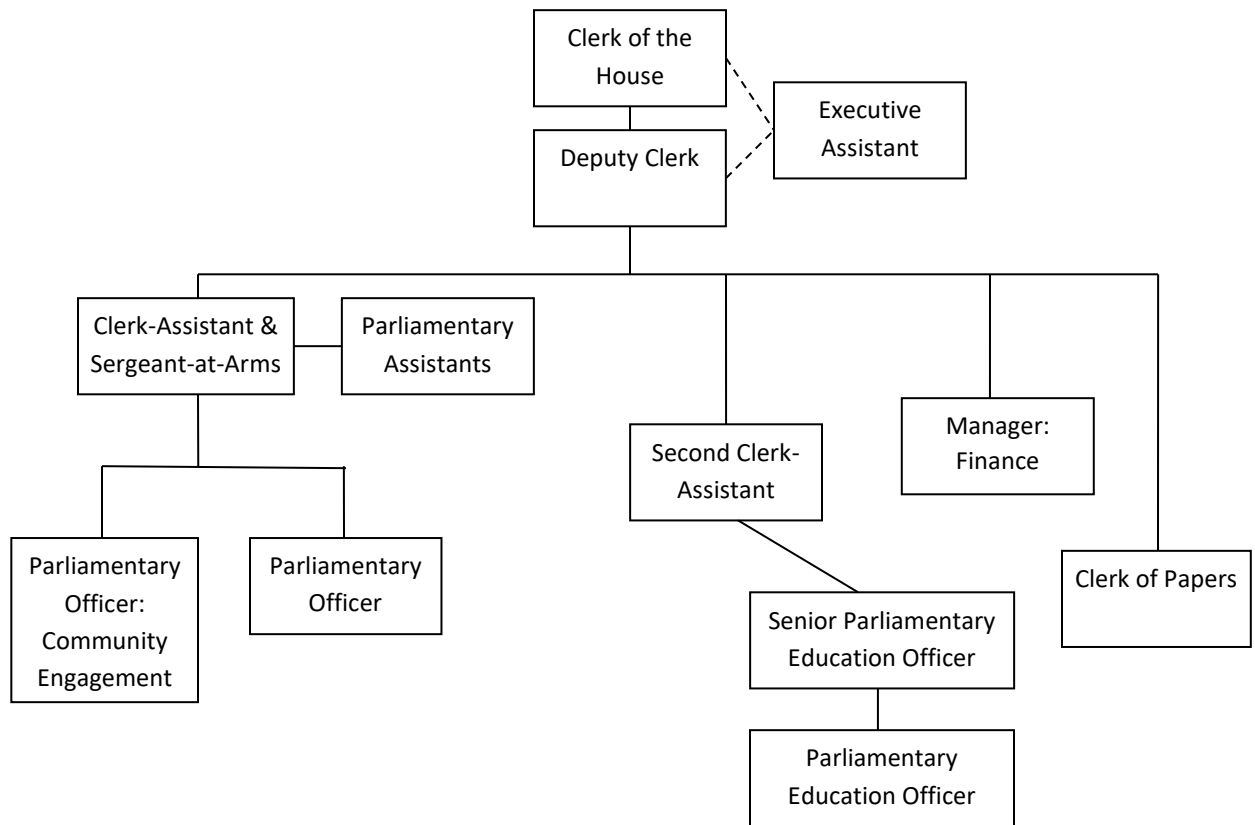 Clerk of the
House
Executive
Assistant
Deputy Clerk
Clerk-Assistant &
Sergeant-at-Arms
Parliamentary
Assistants
Manager:
Finance
Second Clerk-
Assistant
Parliamentary
Officer:
Community
Engagement
Parliamentary
Officer
Clerk of Papers
Senior Parliamentary
Education Officer
Parliamentary
Education Officer